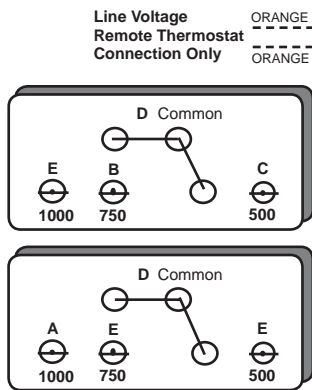 Line Voltage ORANGE
Remote Thermostat
Connection Only ORANGE
D Common
E B C
1000 750 500
D Common
A E E
1000 750 500